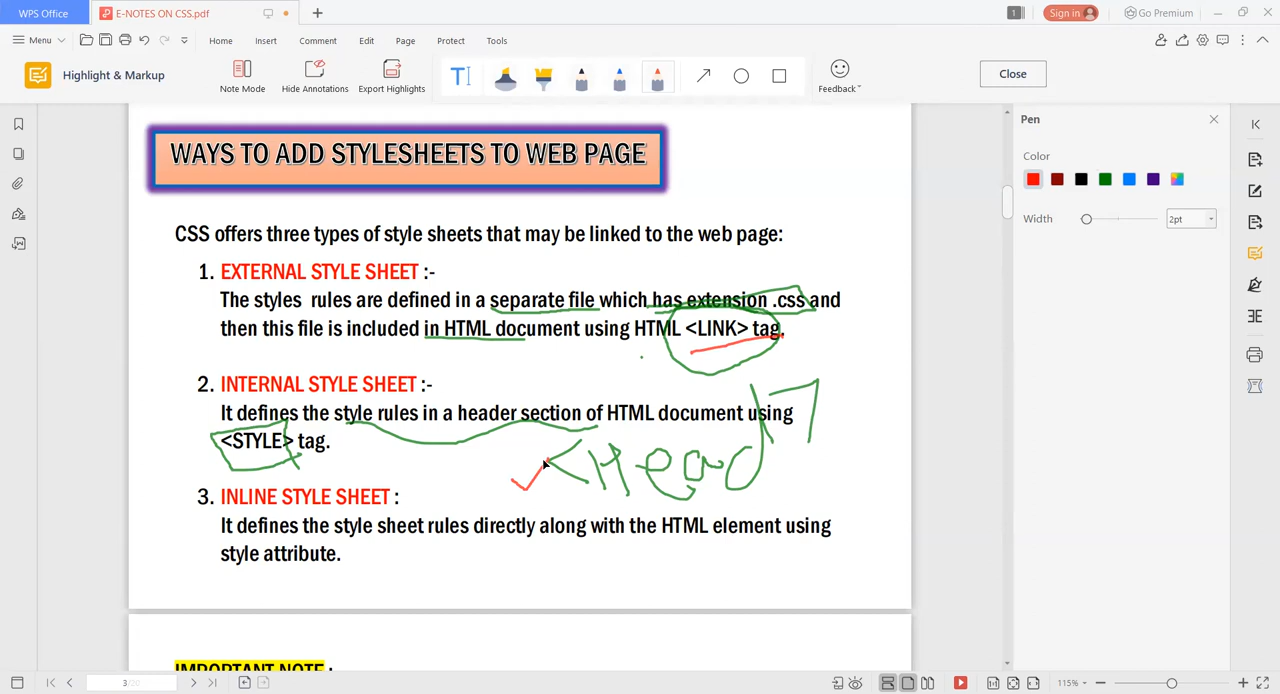 WPS Office
E-NOTES ON CSS.pdf
1
Sign in
Go Premium
Menu
Home
Insert
Comment
Edit
Page
Protect
Tools
Highlight & Markup
Note Mode
Hide Annotations
Export Highlights
Feedback
Close
WAYS TO ADD STYLESHEETS TO WEB PAGE
CSS offers three types of style sheets that may be linked to the web page:
1. EXTERNAL STYLE SHEET :-
The styles rules are defined in a separate file which has extension .css and
then this file is included in HTML document using HTML <LINK> tag.
2. INTERNAL STYLE SHEET :-
It defines the style rules in a header section of HTML document using
<STYLE> tag.
<Head>
3. INLINE STYLE SHEET :
It defines the style sheet rules directly along with the HTML element using
style attribute.
IMPORTANT NOTE :
Pen
Color
Width
2pt
3/20
115%